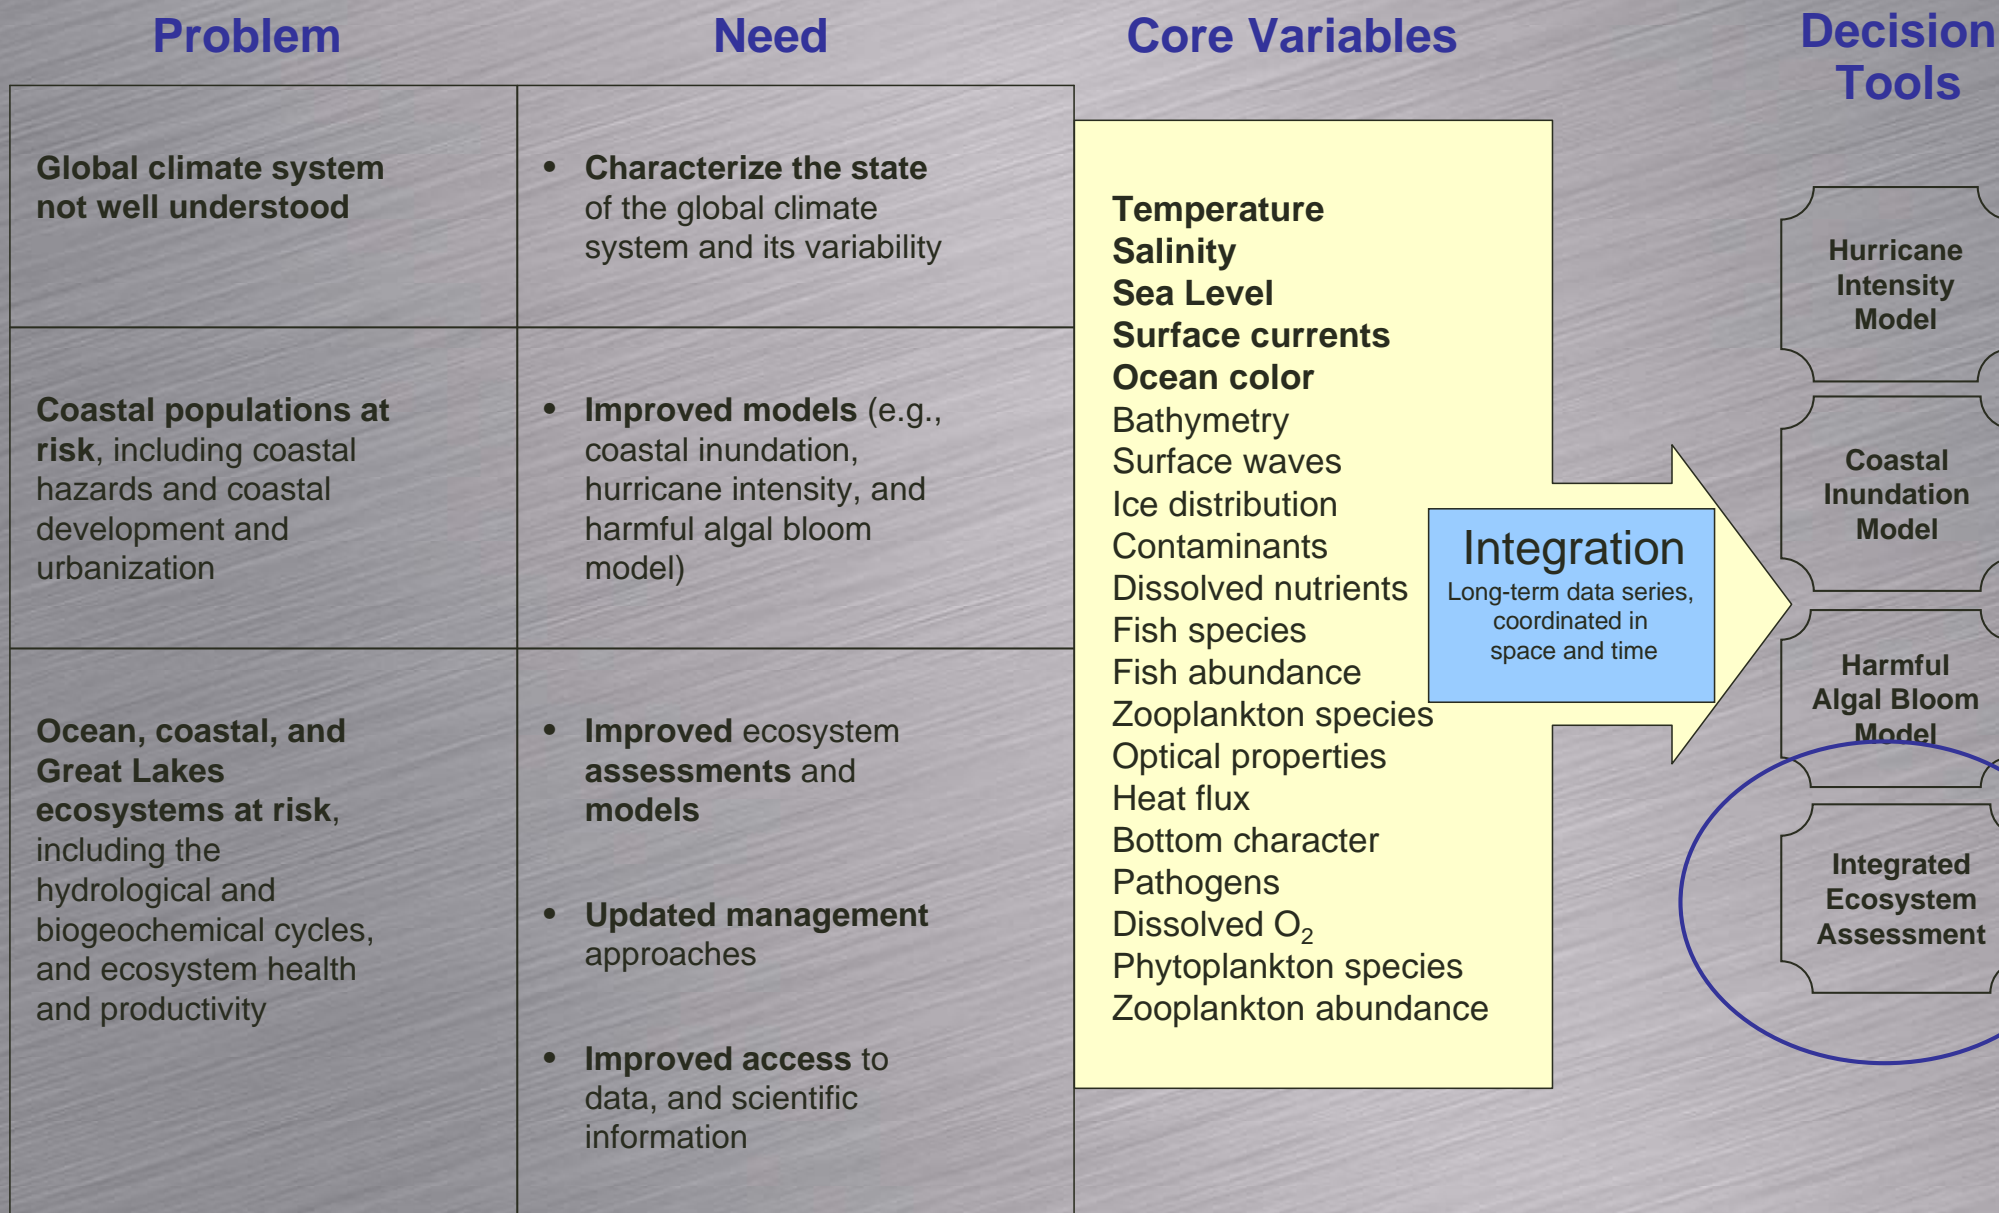 Problem
Need
Core Variables
Decision
Tools
Global climate system
not well understood
• Characterize the state
of the global climate
system and its variability
Coastal populations at
risk, including coastal
hazards and coastal
development and
urbanization
• Improved models (e.g.,
coastal inundation,
hurricane intensity, and
harmful algal bloom
model)
Ocean, coastal, and
Great Lakes
ecosystems at risk,
including the
hydrological and
biogeochemical cycles,
and ecosystem health
and productivity
• Improved ecosystem
assessments and
models
• Updated management
approaches
• Improved access to
data, and scientific
information
Temperature
Salinity
Sea Level
Surface currents
Ocean color
Bathymetry
Surface waves
Ice distribution
Contaminants
Dissolved nutrients
Fish species
Fish abundance
Zooplankton species
Optical properties
Heat flux
Bottom character
Pathogens
Dissolved O₂
Phytoplankton species
Zooplankton abundance
Integration
Long-term data series,
coordinated in
space and time
Hurricane
Intensity
Model
Coastal
Inundation
Model
Harmful
Algal Bloom
Model
Integrated
Ecosystem
Assessment